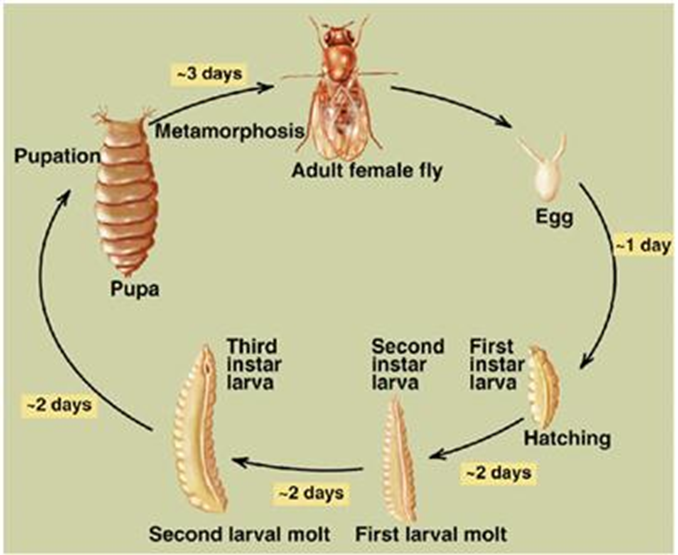 ~3 days
Metamorphosis
Pupation
Adult female fly
Egg
~1 day
Pupa
Third
instar
larva
Second
instar
larva
First
instar
larva
~2 days
Hatching
~2 days
~2 days
Second larval molt
First larval molt